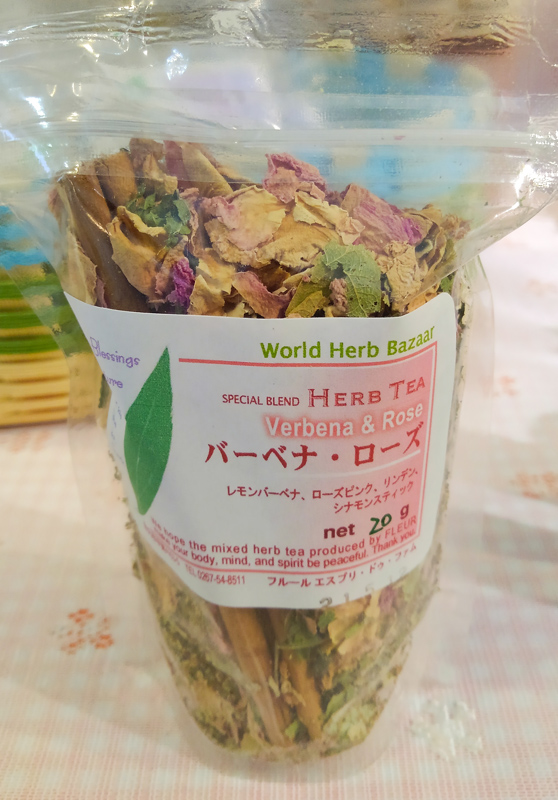 Blessings
World Herb Bazaar
SPECIAL BLEND HERB TEA
Verbena & Rose
バーベナ・ローズ
レモンバーベナ、ローズピンク、リンデン、
シナモンスティック
net 20 g
hope the mixed herb tea produced by FLEUR
your body, mind, and spirit be peaceful. Thank you.
TEL 0267-54-8511 フルール エスプリ・ドゥ・ファム